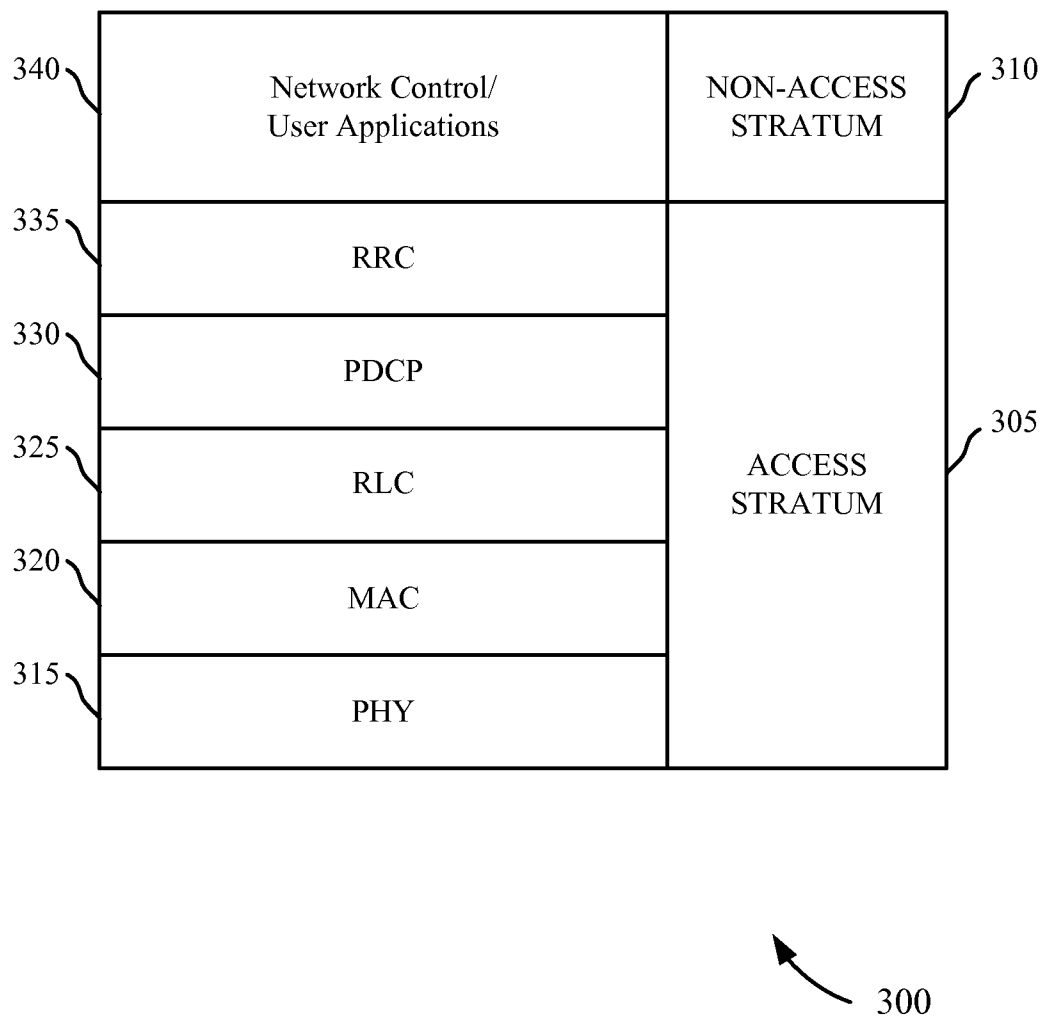 340
Network Control/
User Applications
NON-ACCESS
STRATUM
310
335
RRC
330
PDCP
325
RLC
ACCESS
STRATUM
305
320
MAC
315
PHY
300